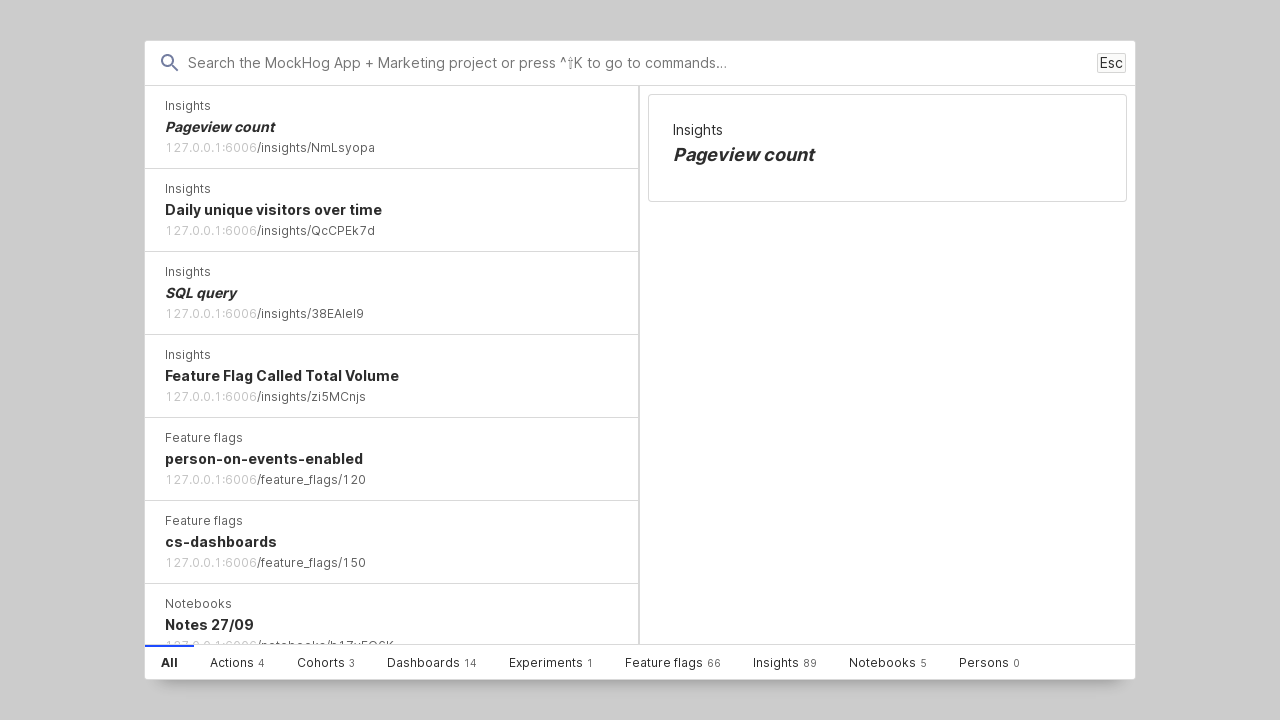 Search the MockHog App + Marketing project or press ^⇧K to go to commands... Esc
Insights
Pageview count
127.0.0.1:6006/insights/NmLsyopa
Insights
Daily unique visitors over time
127.0.0.1:6006/insights/QcCPEk7d
Insights
SQL query
127.0.0.1:6006/insights/38EAIeI9
Insights
Feature Flag Called Total Volume
127.0.0.1:6006/insights/zi5MCnjs
Feature flags
person-on-events-enabled
127.0.0.1:6006/feature_flags/120
Feature flags
cs-dashboards
127.0.0.1:6006/feature_flags/150
Notebooks
Notes 27/09
Insights
Pageview count
All Actions 4 Cohorts 3 Dashboards 14 Experiments 1 Feature flags 66 Insights 89 Notebooks 5 Persons 0